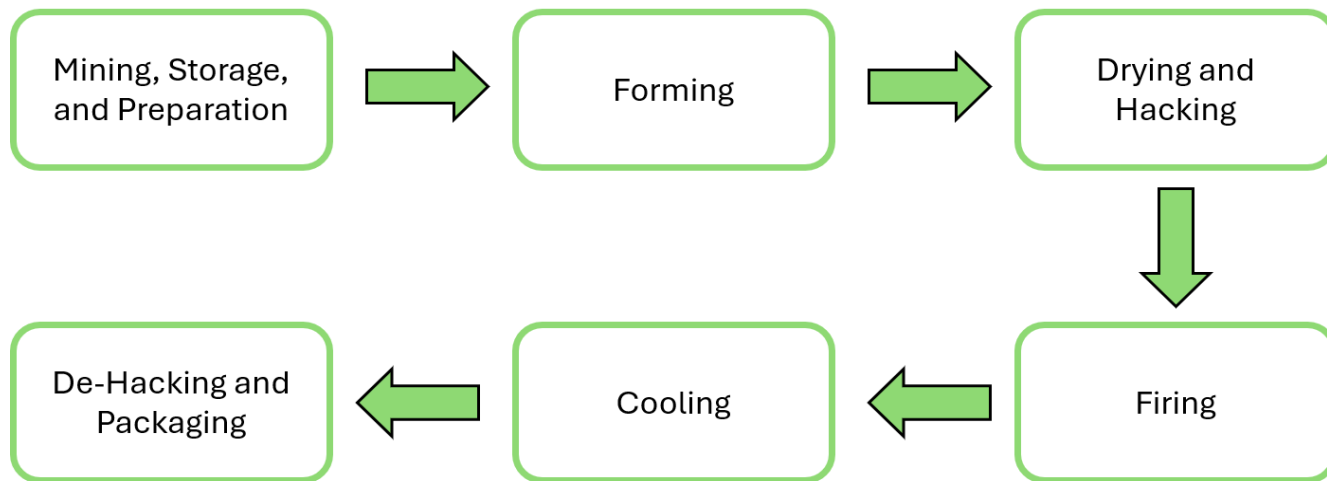 Mining, Storage,
and Preparation
Forming
Drying and
Hacking
Firing
Cooling
De-Hacking and
Packaging